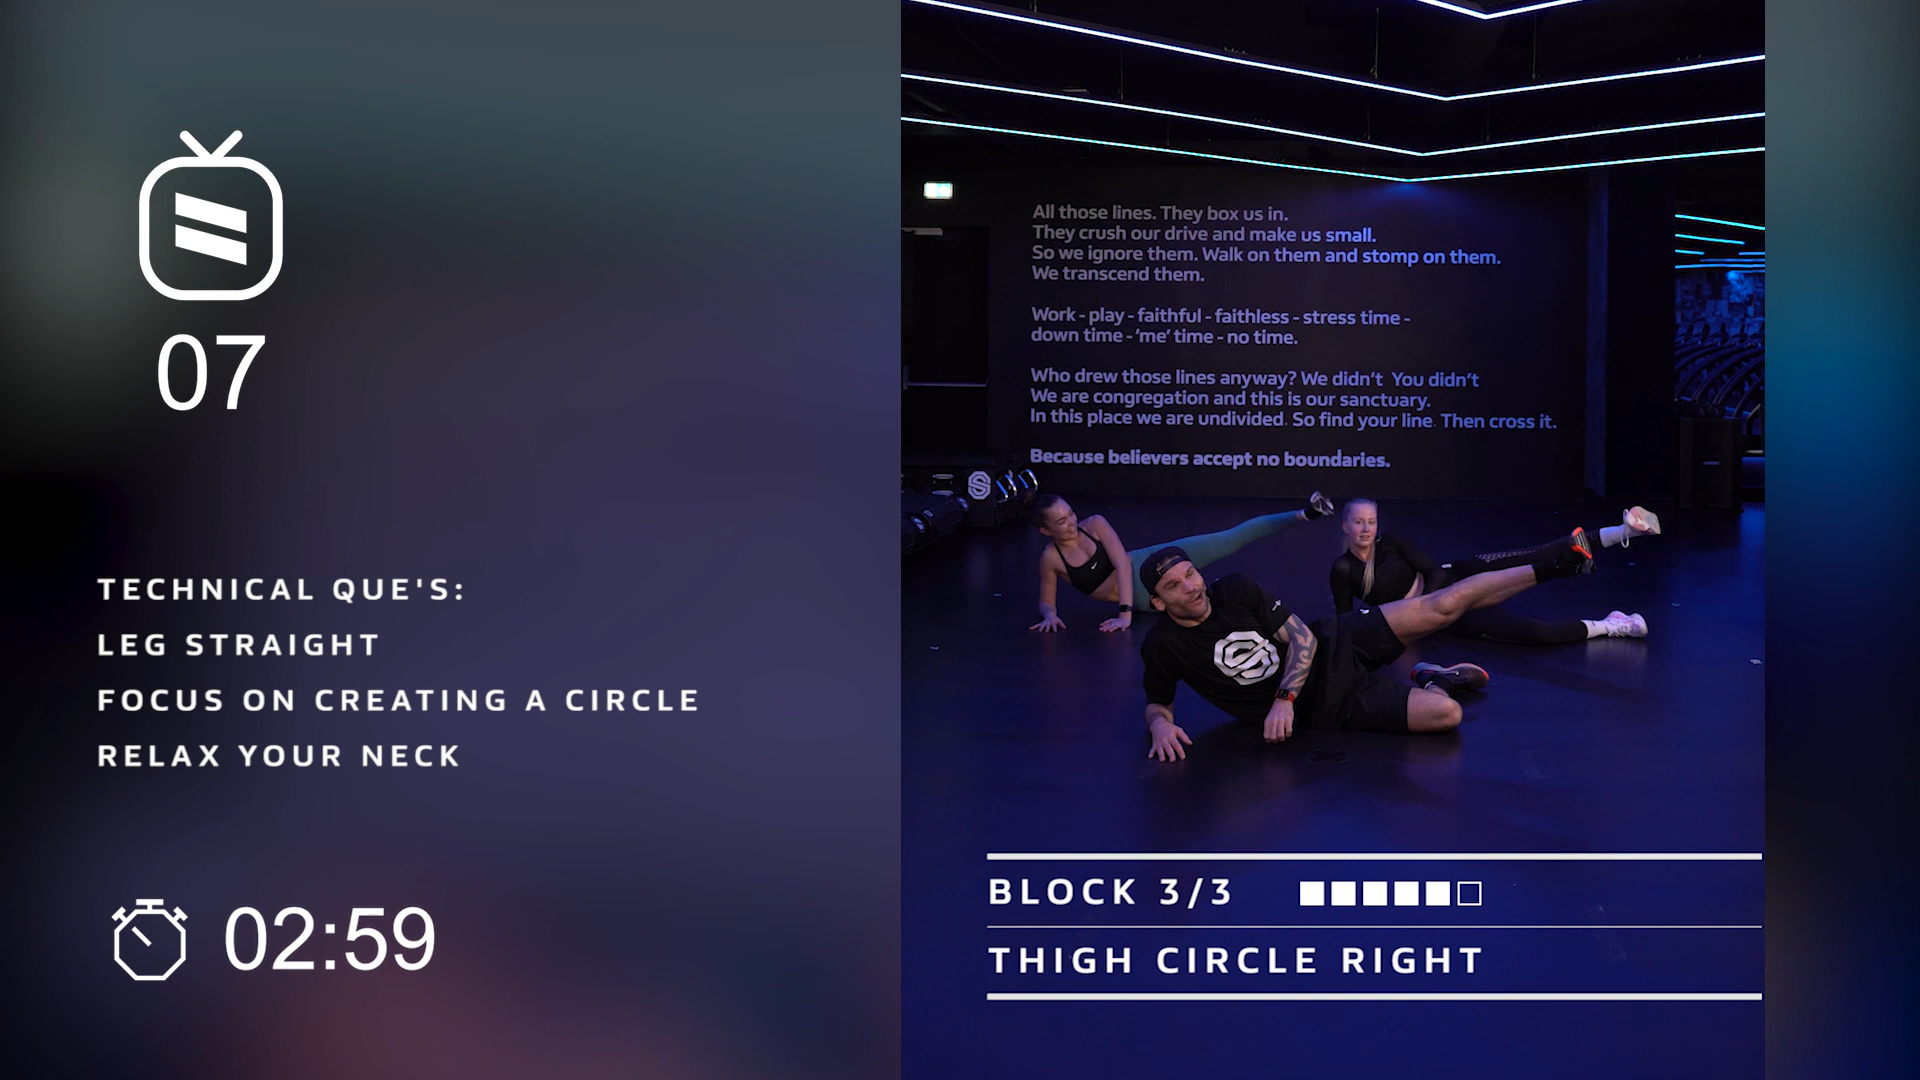 07
TECHNICAL QUE'S:
LEG STRAIGHT
FOCUS ON CREATING A CIRCLE
RELAX YOUR NECK
02:59
All those lines. They box us in.
They crush our drive and make us small.
So we ignore them. Walk on them and stomp on them.
We transcend them.
Work - play - faithful - faithless - stress time -
down time - 'me' time - no time.
Who drew those lines anyway? We didn't You didn't
We are congregation and this is our sanctuary.
In this place we are undivided. So find your line. Then cross it.
Because believers accept no boundaries.
BLOCK 3/3
THIGH CIRCLE RIGHT